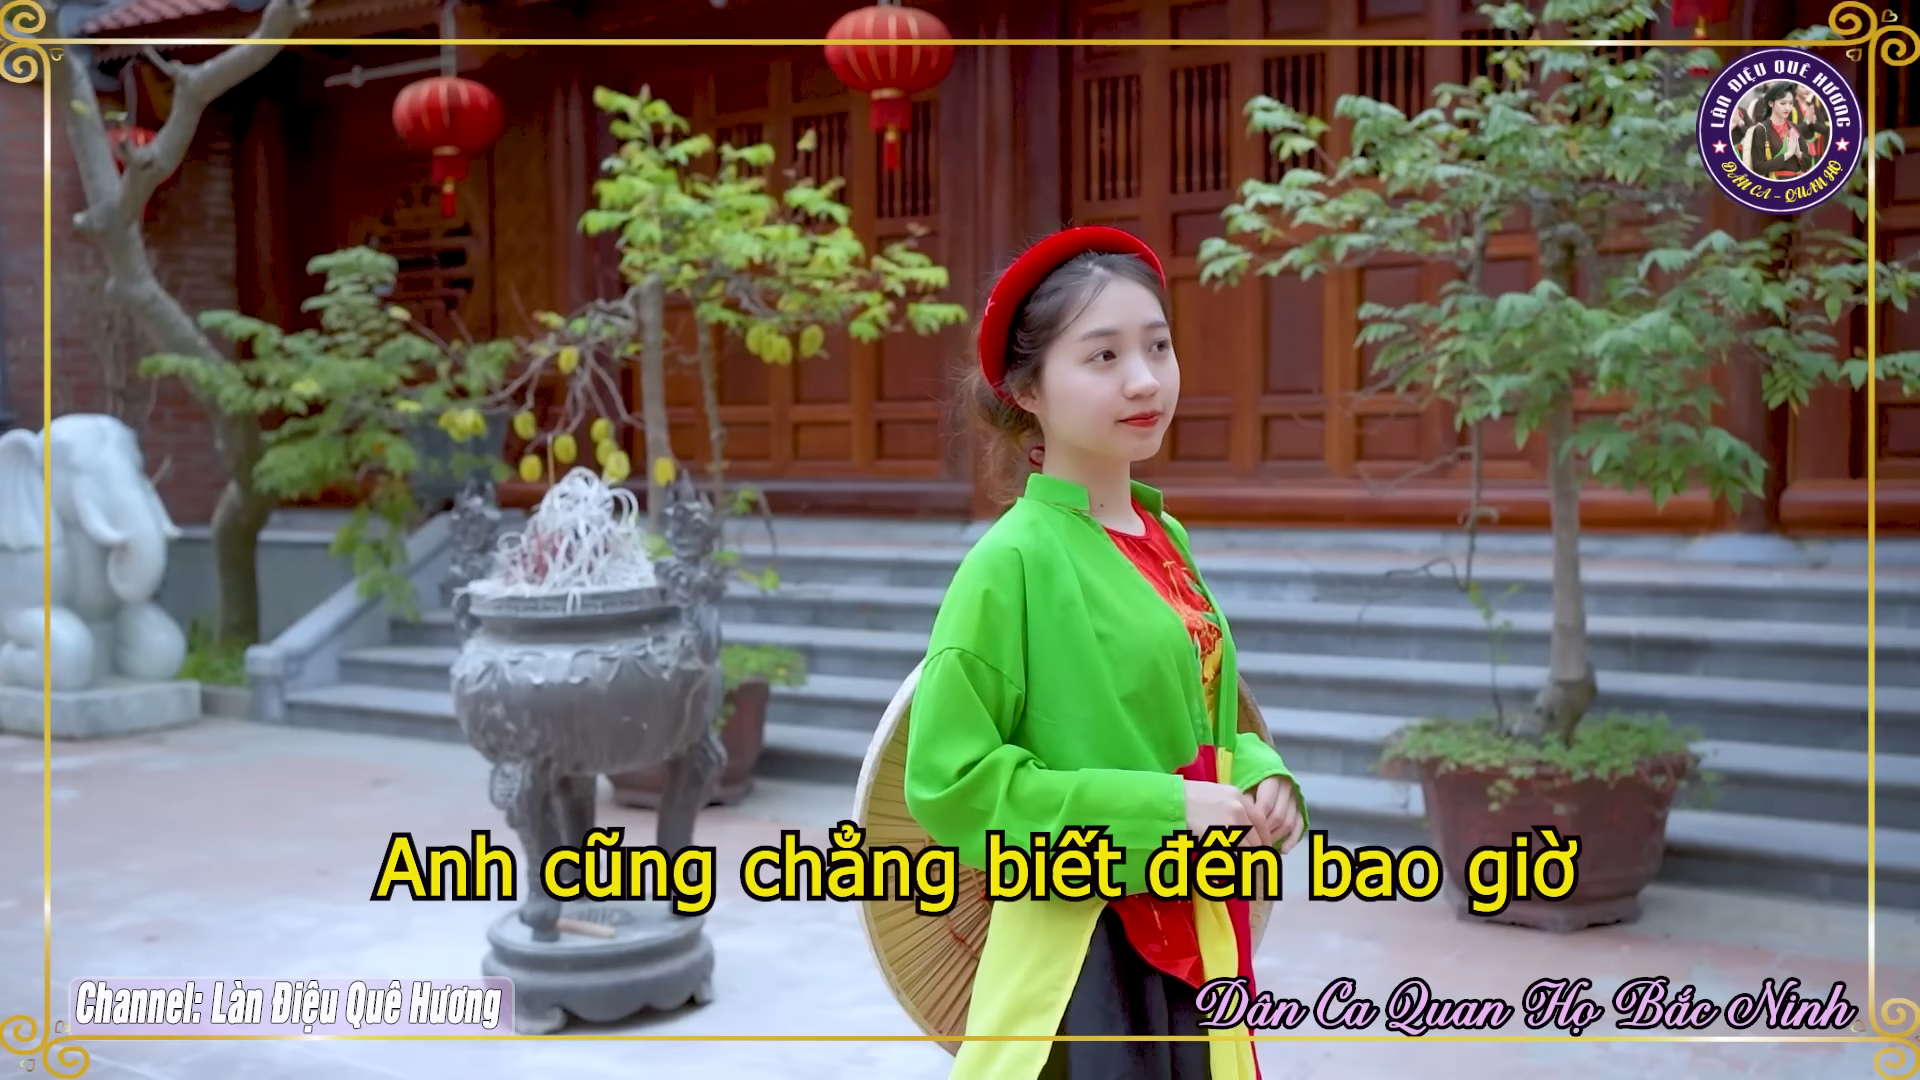 LÀN ĐIỆU QUÊ HƯƠNG
DÂN CA - QUAN HỌ
Anh cũng chẳng biết đến bao giờ
Channel: Làn Điệu Quê Hương
Dân Ca Quan Họ Bắc Ninh